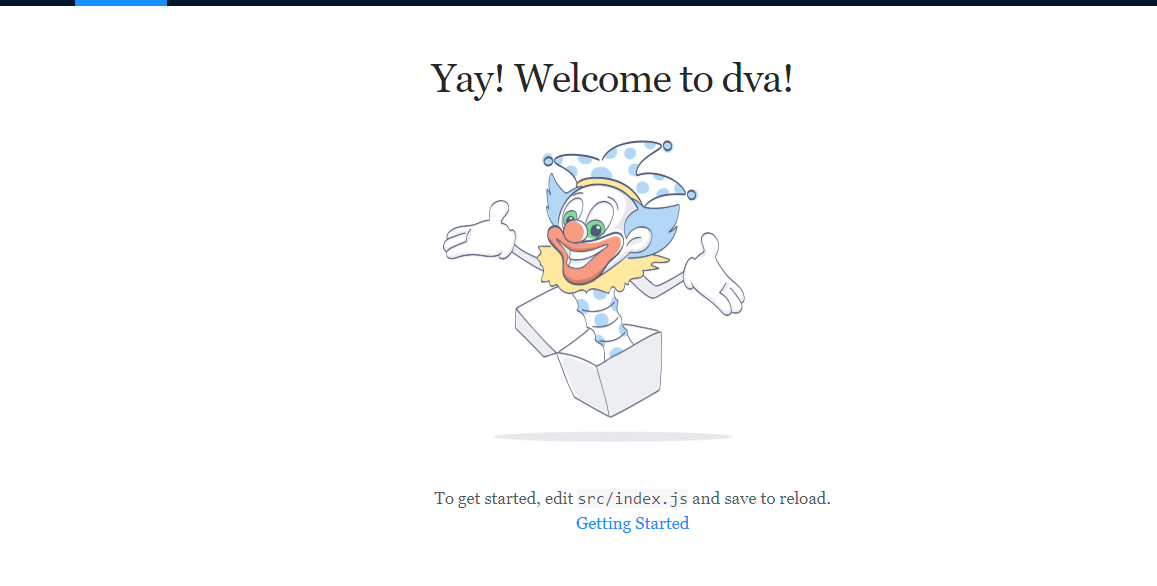 Yay! Welcome to dva!
To get started, edit src/index.js and save to reload.
Getting Started